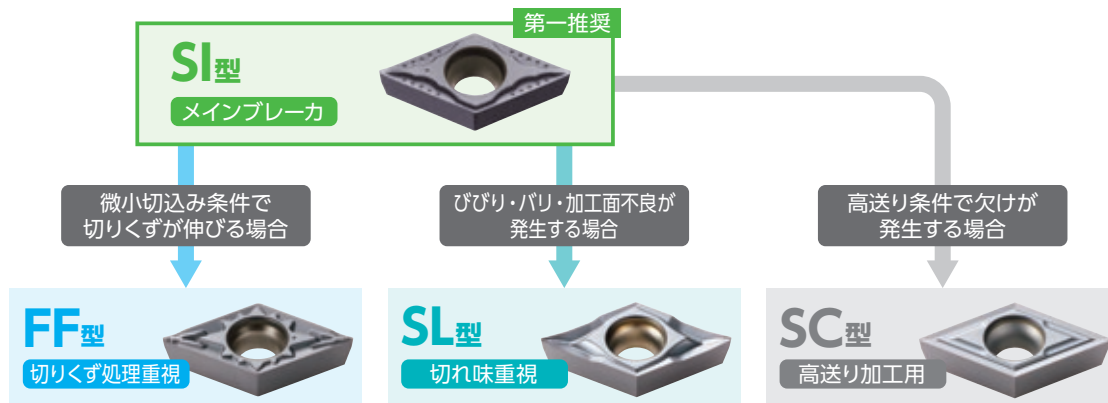 第一推奨
SI型
メインブレーカ
微小切込み条件で
切りくずが伸びる場合
びびり・バリ・加工面不良が
発生する場合
高送り条件で欠けが
発生する場合
FF型
切りくず処理重視
SL型
切れ味重視
SC型
高送り加工用